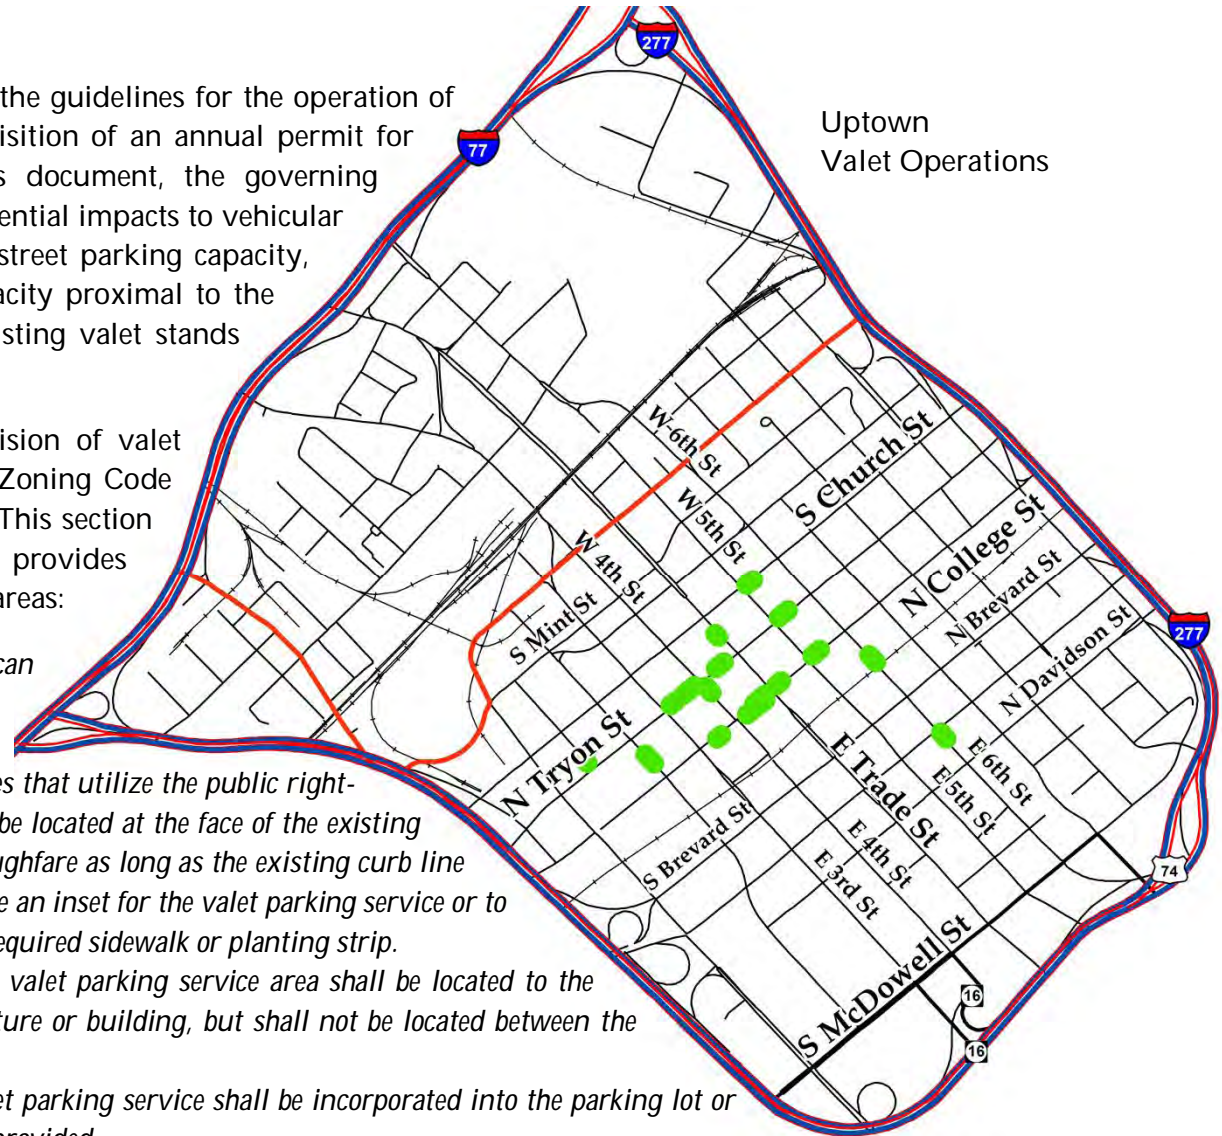 the guidelines for the operation of
isition of an annual permit for
s document, the governing
ential impacts to vehicular
street parking capacity,
acity proximal to the
sting valet stands
ision of valet
Zoning Code
This section
provides
areas:
can
es that utilize the public right-
be located at the face of the existing
ughfare as long as the existing curb line
e an inset for the valet parking service or to
equired sidewalk or planting strip.
valet parking service area shall be located to the
ture or building, but shall not be located between the
et parking service shall be incorporated into the parking lot or
provided
Uptown
Valet Operations
277
77
W 6th St
W 5th St
S Church St
W 4th St
S Mint St
N College St
N Brevard St
N Davidson St
277
N Tryon St
E Trade St
E 6th St
E 5th St
E 4th St
E 3rd St
S Brevard St
S McDowell St
74
16
16